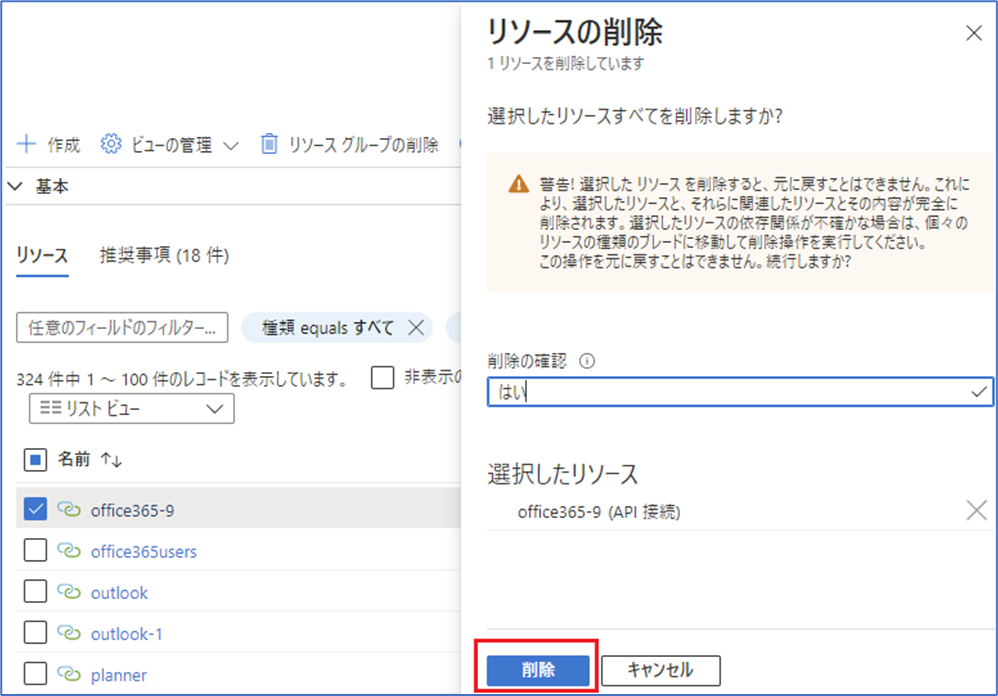 作成 ビューの管理 リソース グループの削除
基本
リソース 推奨事項 (18 件)
任意のフィールドのフィルター... 種類 equals すべて
324 件中 1 ～ 100 件のレコードを表示しています。 非表示の
リスト ビュー
名前
office365-9
office365users
outlook
outlook-1
planner
リソースの削除
1 リソースを削除しています
選択したリソースすべてを削除しますか?
警告! 選択した リソース を削除すると、元に戻すことはできません。これに
より、選択したリソースと、それらに関連したリソースとその内容が完全に
削除されます。選択したリソースの依存関係が不確かな場合は、個々の
リソースの種類のブレードに移動して削除操作を実行してください。
この操作を元に戻すことはできません。続行しますか?
削除の確認
はい
選択したリソース
office365-9 (API 接続)
削除 キャンセル